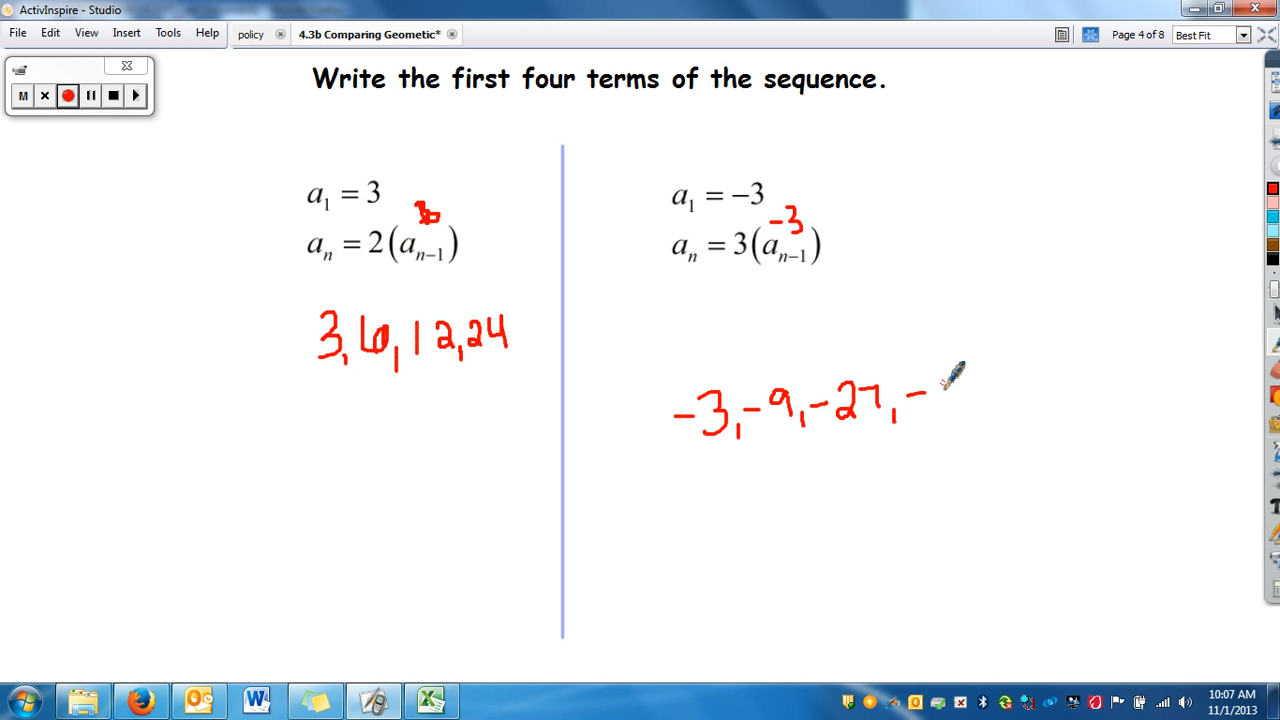 ActivInspire - Studio
File Edit View Insert Tools Help
policy
4.3b Comparing Geometic*
Page 4 of 8
Best Fit
M
Write the first four terms of the sequence.
a₁ = 3
aₙ = 2(aₙ₋₁)
3, 6, 12, 24
a₁ = −3
-3
aₙ = 3(aₙ₋₁)
-3, -9, -27, -
10:07 AM
11/1/2013